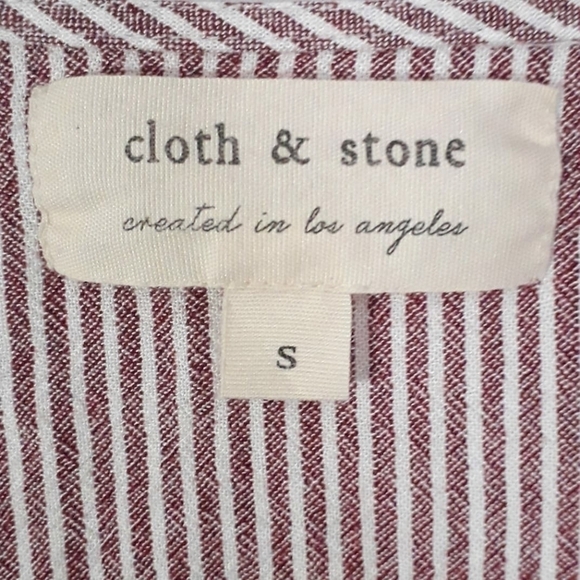 cloth & stone
created in los angeles
S